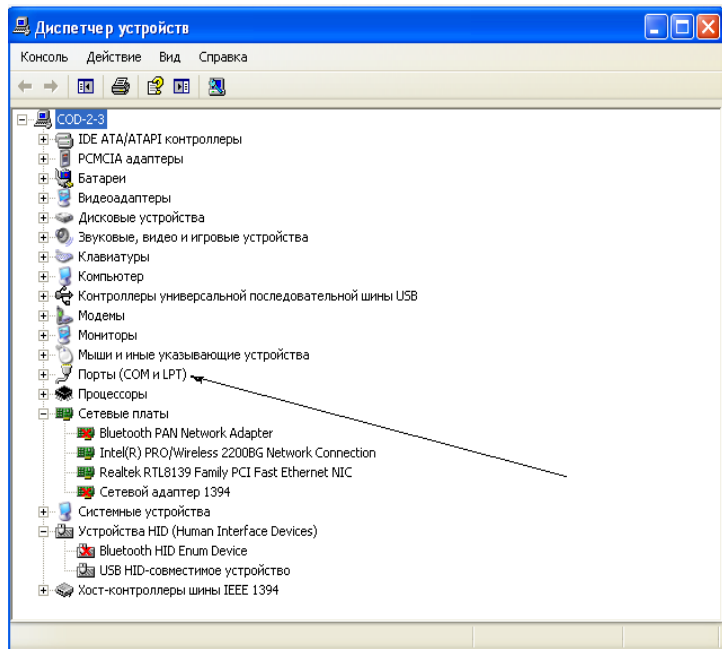 Диспетчер устройств
Консоль Действие Вид Справка
COD-2-3
IDE ATA/ATAPI контроллеры
PCMCIA адаптеры
Батареи
Видеоадаптеры
Дисковые устройства
Звуковые, видео и игровые устройства
Клавиатуры
Компьютер
Контроллеры универсальной последовательной шины USB
Модемы
Мониторы
Мыши и иные указывающие устройства
Порты (COM и LPT)
Процессоры
Сетевые платы
Bluetooth PAN Network Adapter
Intel(R) PRO/Wireless 2200BG Network Connection
Realtek RTL8139 Family PCI Fast Ethernet NIC
Сетевой адаптер 1394
Системные устройства
Устройства HID (Human Interface Devices)
Bluetooth HID Enum Device
USB HID-совместимое устройство
Хост-контроллеры шины IEEE 1394